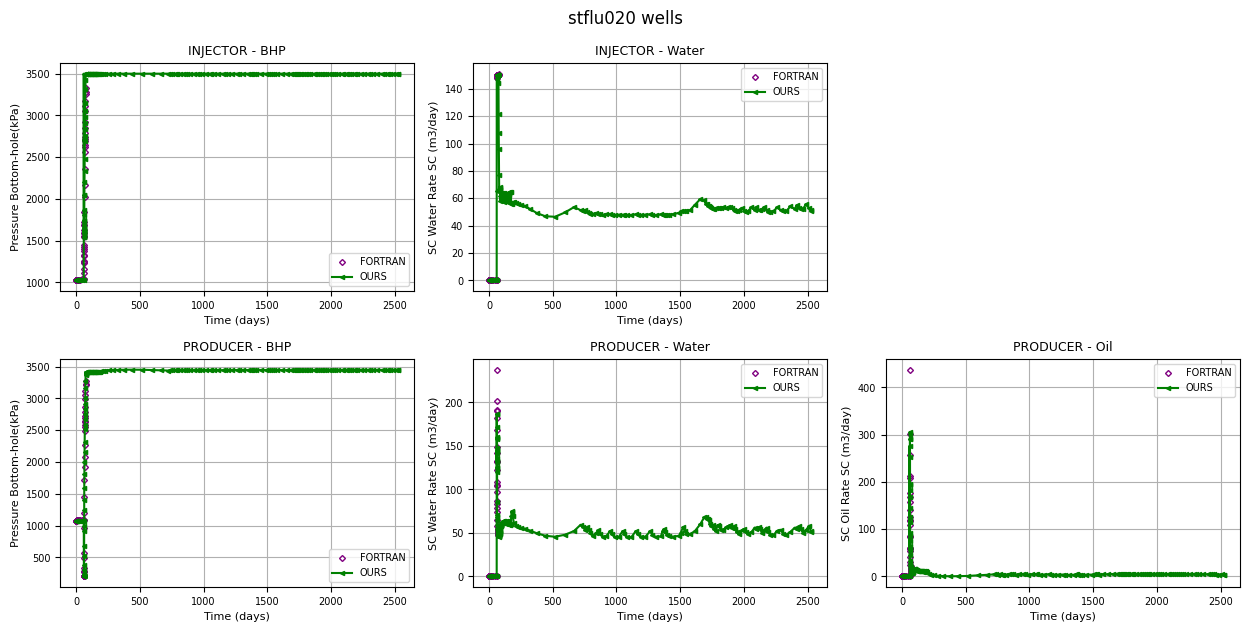 stflu020 wells
INJECTOR - BHP
Pressure Bottom-hole(kPa)
3500
3000
2500
2000
1500
1000
0 500 1000 1500 2000 2500
Time (days)
FORTRAN
OURS
INJECTOR - Water
SC Water Rate SC (m3/day)
140
120
100
80
60
40
20
0
0 500 1000 1500 2000 2500
Time (days)
FORTRAN
OURS
PRODUCER - BHP
Pressure Bottom-hole(kPa)
3500
3000
2500
2000
1500
1000
500
0 500 1000 1500 2000 2500
Time (days)
FORTRAN
OURS
PRODUCER - Water
SC Water Rate SC (m3/day)
200
150
100
50
0
0 500 1000 1500 2000 2500
Time (days)
FORTRAN
OURS
PRODUCER - Oil
SC Oil Rate SC (m3/day)
400
300
200
100
0
0 500 1000 1500 2000 2500
Time (days)
FORTRAN
OURS